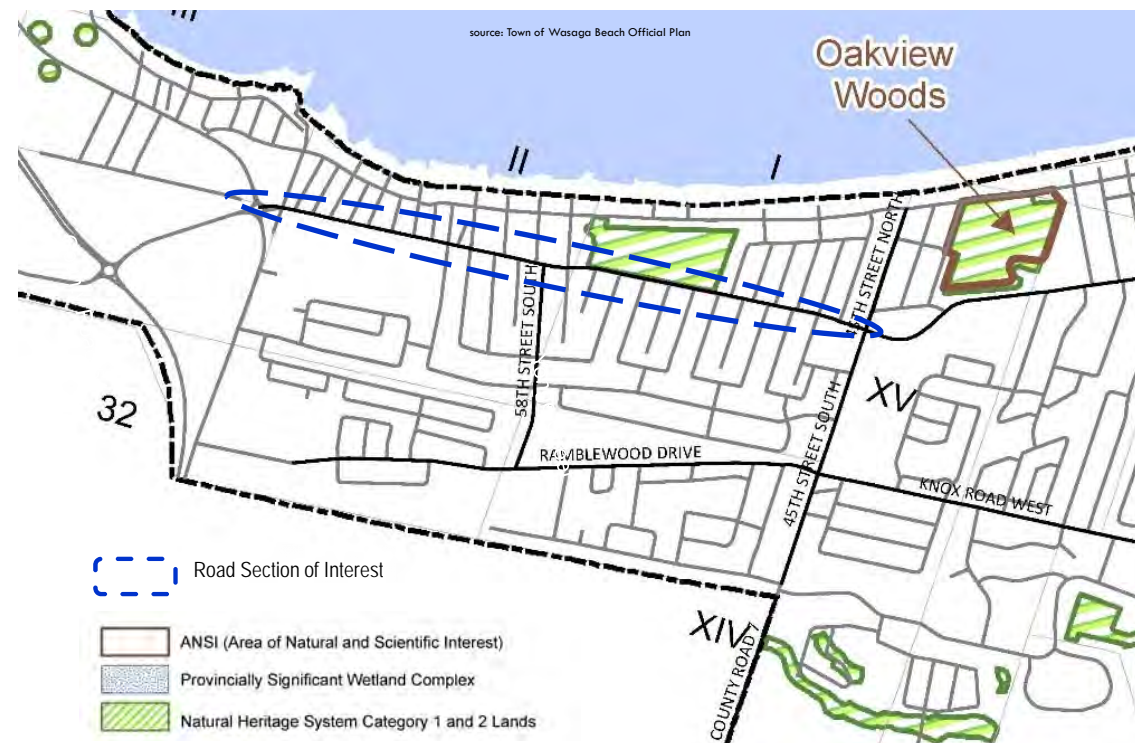 III
source: Town of Wasaga Beach Official Plan
Oakview
Woods
II
I
45TH STREET NORTH
58TH STREET SOUTH
32
XV
RAMBLEWOOD DRIVE
45TH STREET SOUTH
KNOX ROAD WEST
Road Section of Interest
XIV
COUNTY ROAD 7
ANSI (Area of Natural and Scientific Interest)
Provincially Significant Wetland Complex
Natural Heritage System Category 1 and 2 Lands